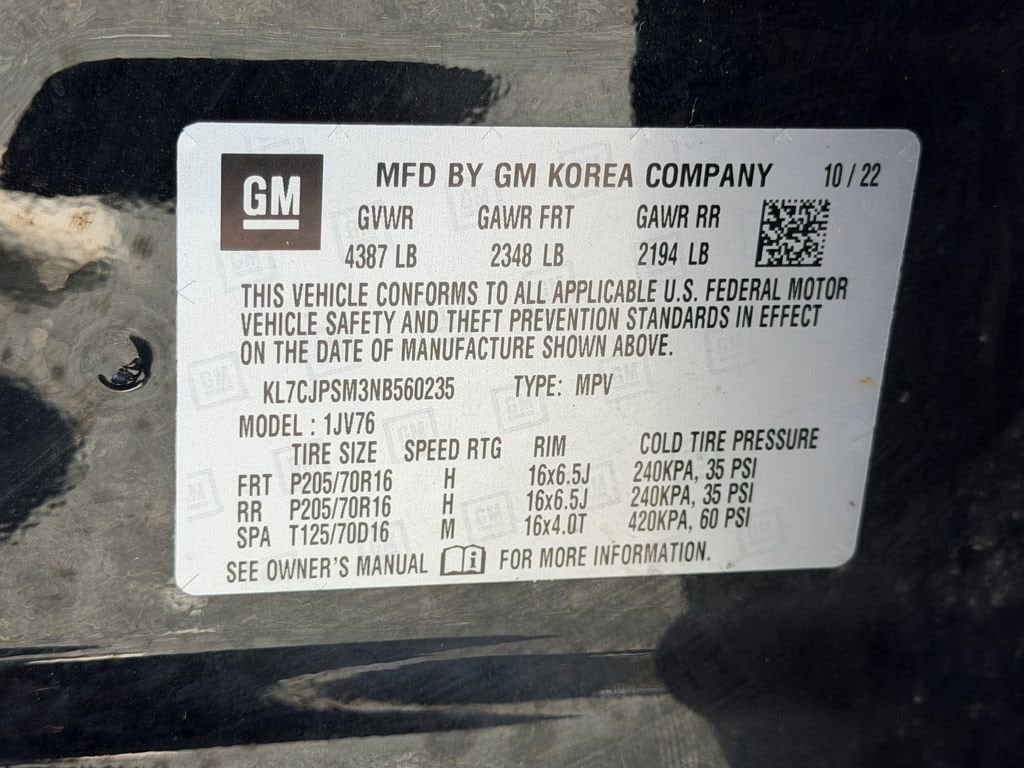 GM MFD BY GM KOREA COMPANY 10/22
GVWR GAWR FRT GAWR RR
4387 LB 2348 LB 2194 LB
THIS VEHICLE CONFORMS TO ALL APPLICABLE U.S. FEDERAL MOTOR
VEHICLE SAFETY AND THEFT PREVENTION STANDARDS IN EFFECT
ON THE DATE OF MANUFACTURE SHOWN ABOVE.
KL7CJPSM3NB560235 TYPE: MPV
MODEL : 1JV76
TIRE SIZE SPEED RTG RIM COLD TIRE PRESSURE
FRT P205/70R16 H 16x6.5J 240KPA, 35 PSI
RR P205/70R16 H 16x6.5J 240KPA, 35 PSI
SPA T125/70D16 M 16x4.0T 420KPA, 60 PSI
SEE OWNER'S MANUAL FOR MORE INFORMATION.